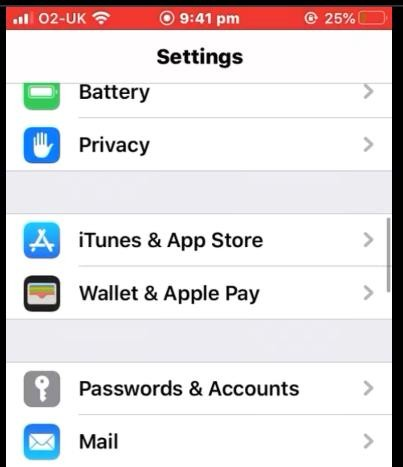 O2-UK 9:41 pm 25%
Settings
Battery
Privacy
iTunes & App Store
Wallet & Apple Pay
Passwords & Accounts
Mail